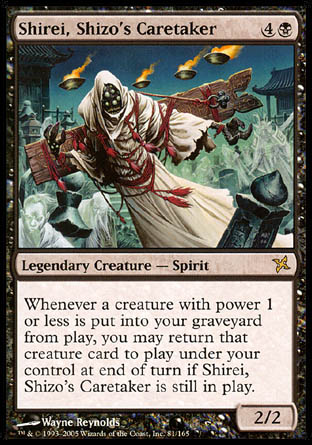 Shirei, Shizo's Caretaker 4
Legendary Creature — Spirit
Whenever a creature with power 1
or less is put into your graveyard
from play, you may return that
creature card to play under your
control at end of turn if Shirei,
Shizo's Caretaker is still in play.
Wayne Reynolds
™ & © 1993–2005 Wizards of the Coast, Inc. 81/165
2/2